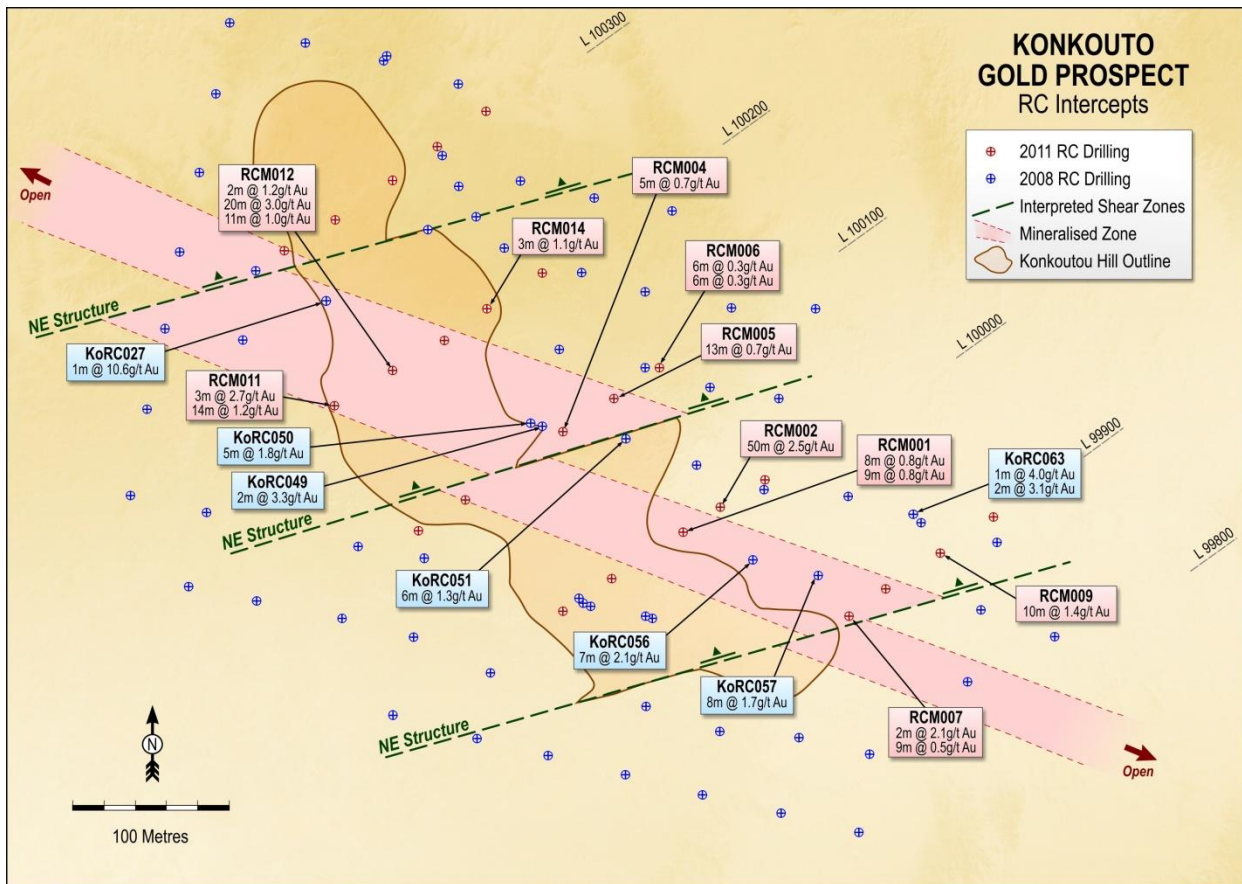 KONKOUTO
GOLD PROSPECT
RC Intercepts
2011 RC Drilling
2008 RC Drilling
Interpreted Shear Zones
Mineralised Zone
Konkoutou Hill Outline
L 100300
L 100200
L 100100
L 100000
L 99900
L 99800
Open
RCM012
2m @ 1.2g/t Au
20m @ 3.0g/t Au
11m @ 1.0g/t Au
RCM004
5m @ 0.7g/t Au
RCM014
3m @ 1.1g/t Au
RCM006
6m @ 0.3g/t Au
6m @ 0.3g/t Au
RCM005
13m @ 0.7g/t Au
NE Structure
KoRC027
1m @ 10.6g/t Au
RCM011
3m @ 2.7g/t Au
14m @ 1.2g/t Au
KoRC050
5m @ 1.8g/t Au
KoRC049
2m @ 3.3g/t Au
RCM002
50m @ 2.5g/t Au
RCM001
8m @ 0.8g/t Au
9m @ 0.8g/t Au
KoRC063
1m @ 4.0g/t Au
2m @ 3.1g/t Au
NE Structure
KoRC051
6m @ 1.3g/t Au
RCM009
10m @ 1.4g/t Au
KoRC056
7m @ 2.1g/t Au
KoRC057
8m @ 1.7g/t Au
RCM007
2m @ 2.1g/t Au
9m @ 0.5g/t Au
NE Structure
Open
N
100 Metres